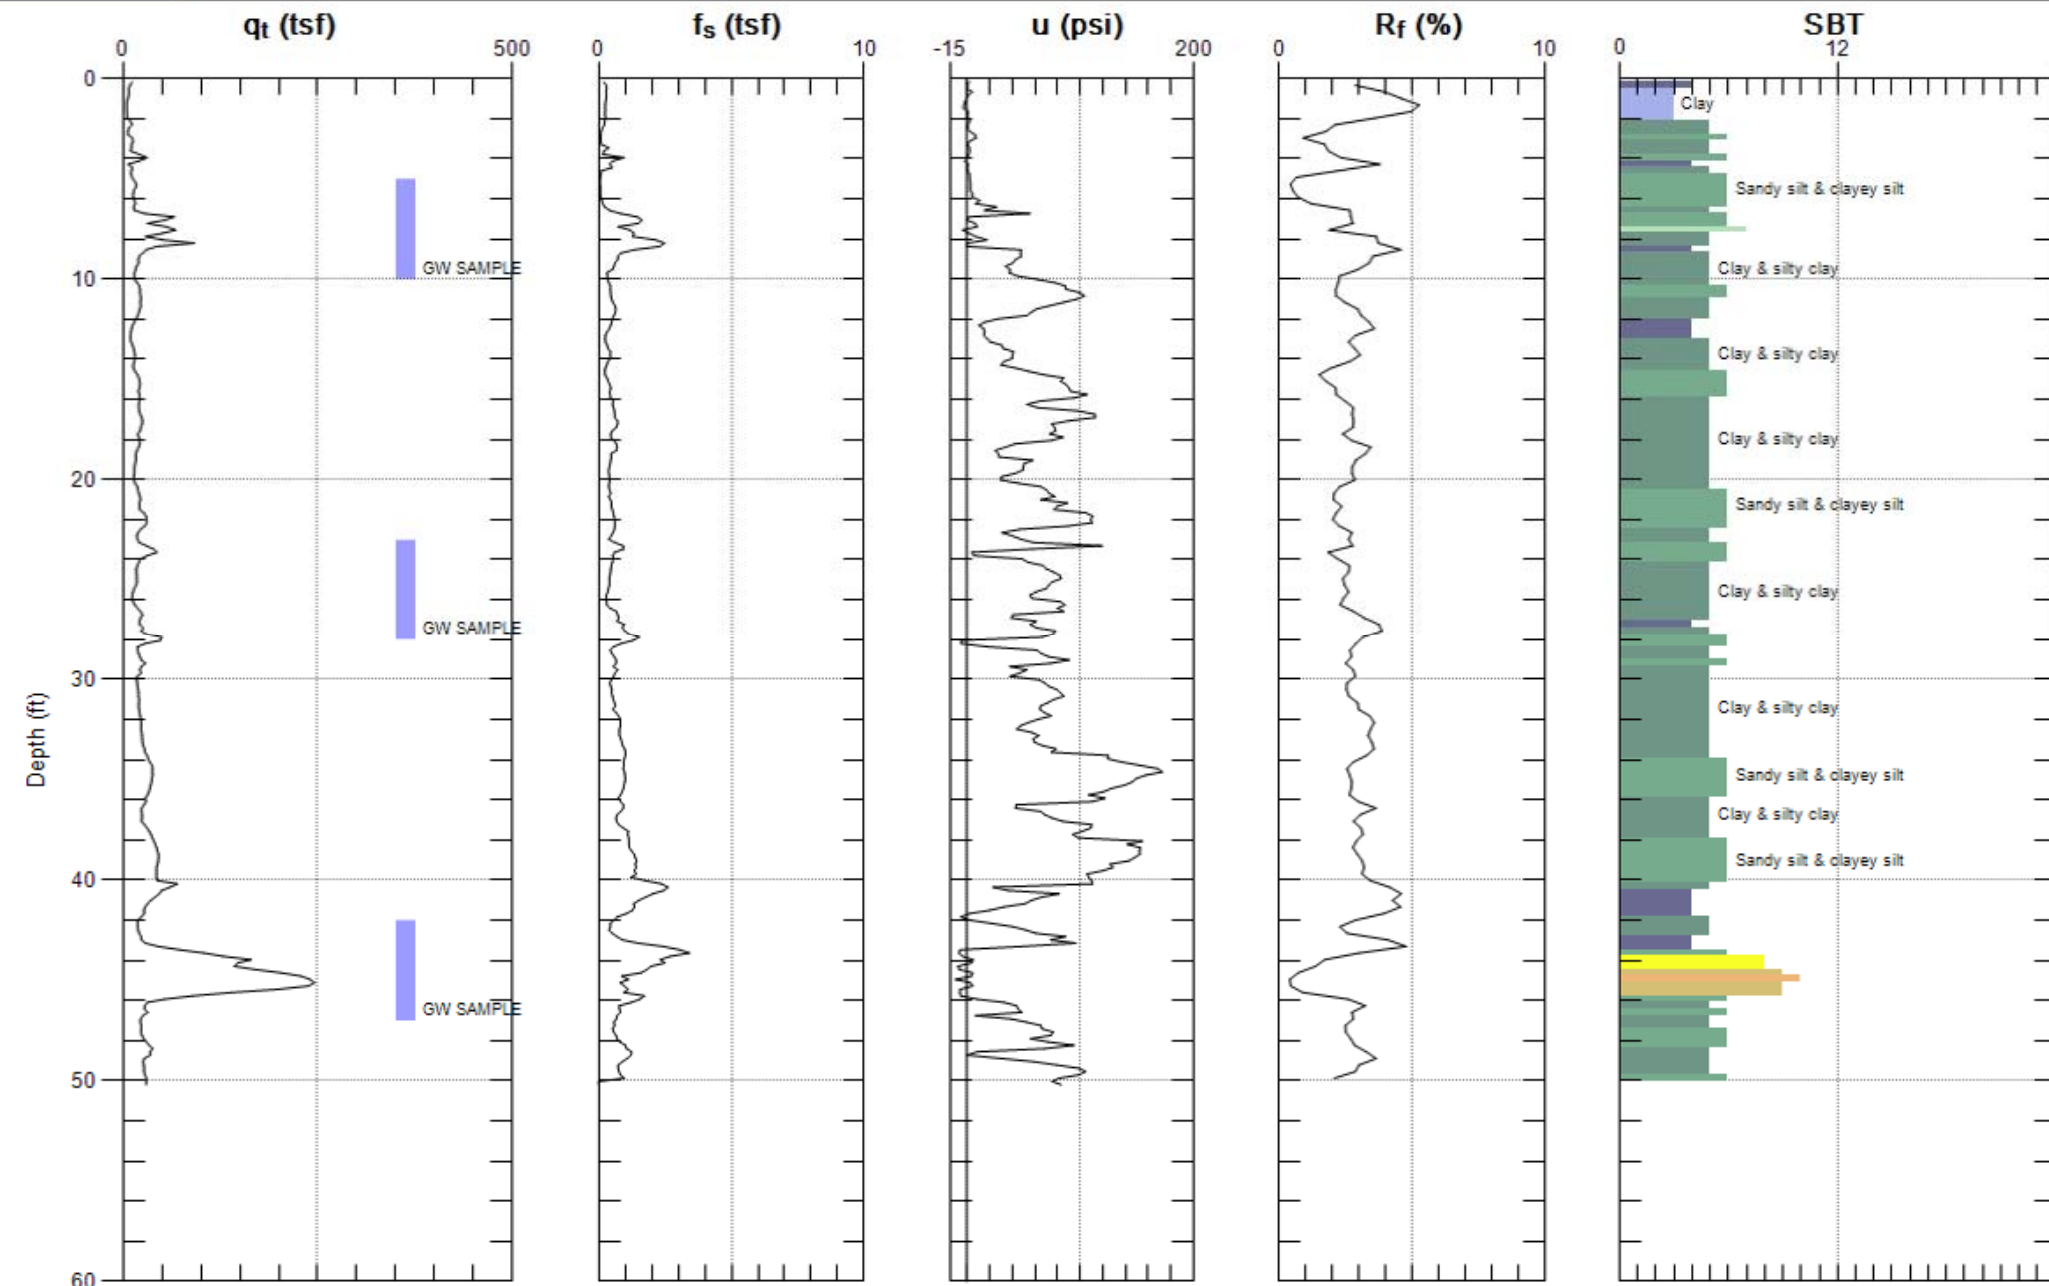 qt (tsf) fs (tsf) u (psi) Rf (%) SBT
0 500 0 10 -15 200 0 10 0 12
0
Clay
Sandy silt & clayey silt
GW SAMPLE
Clay & silty clay
10
Clay & silty clay
Clay & silty clay
20
Sandy silt & clayey silt
Clay & silty clay
GW SAMPLE
30
Clay & silty clay
Depth (ft)
Sandy silt & clayey silt
Clay & silty clay
Sandy silt & clayey silt
40
GW SAMPLE
50
60